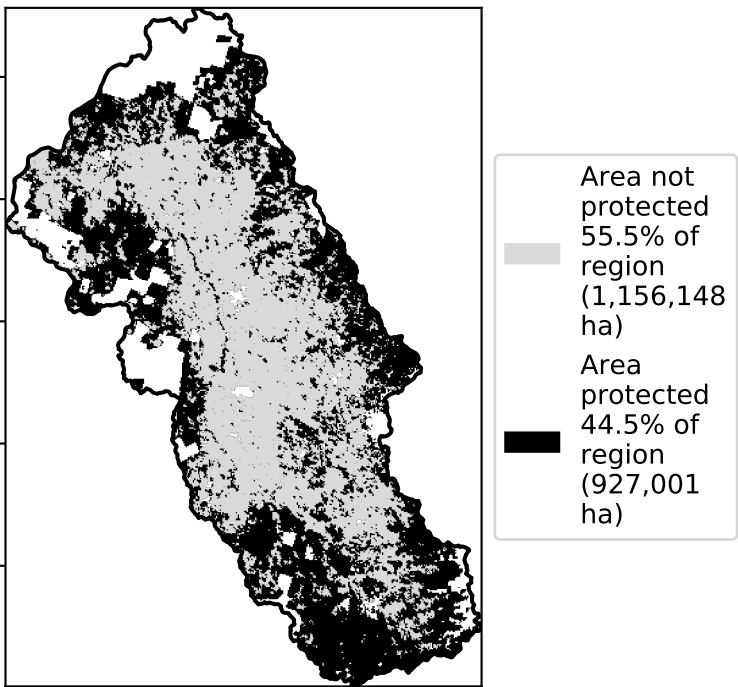 Area not
protected
55.5% of
region
(1,156,148
ha)
Area
protected
44.5% of
region
(927,001
ha)